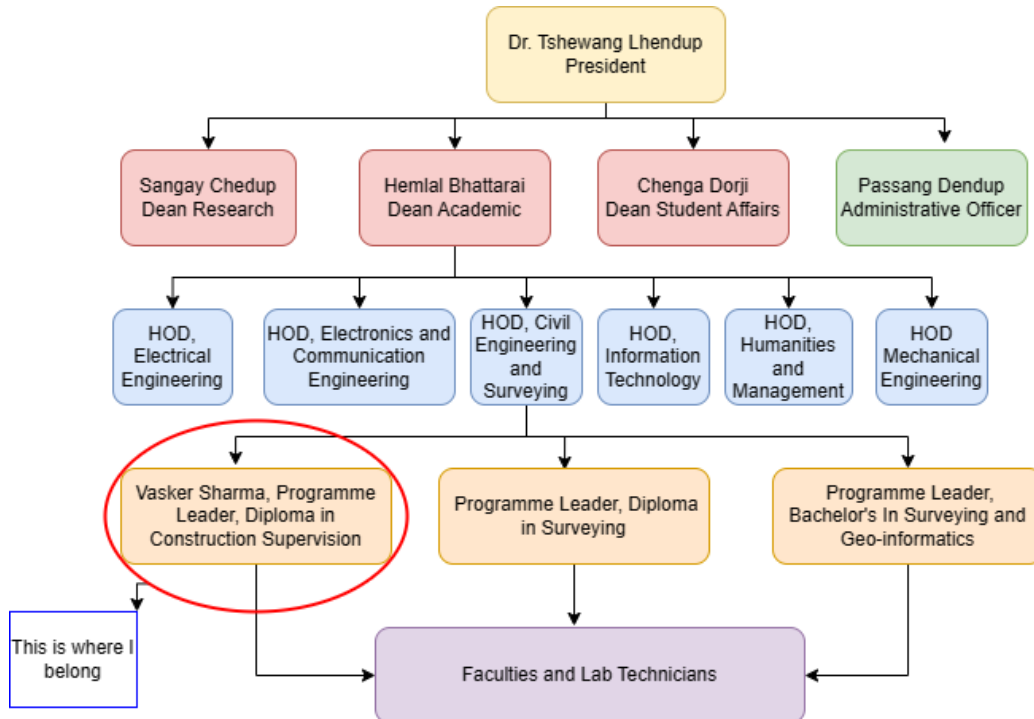 Dr. Tshewang Lhendup
President
Sangay Chedup
Dean Research
Hemlal Bhattarai
Dean Academic
Chenga Dorji
Dean Student Affairs
Passang Dendup
Administrative Officer
HOD,
Electrical
Engineering
HOD, Electronics and
Communication
Engineering
HOD, Civil
Engineering
and
Surveying
HOD,
Information
Technology
HOD,
Humanities
and
Management
HOD
Mechanical
Engineering
Vasker Sharma, Programme
Leader, Diploma in
Construction Supervision
Programme Leader, Diploma
in Surveying
Programme Leader,
Bachelor's In Surveying and
Geo-informatics
This is where I
belong
Faculties and Lab Technicians